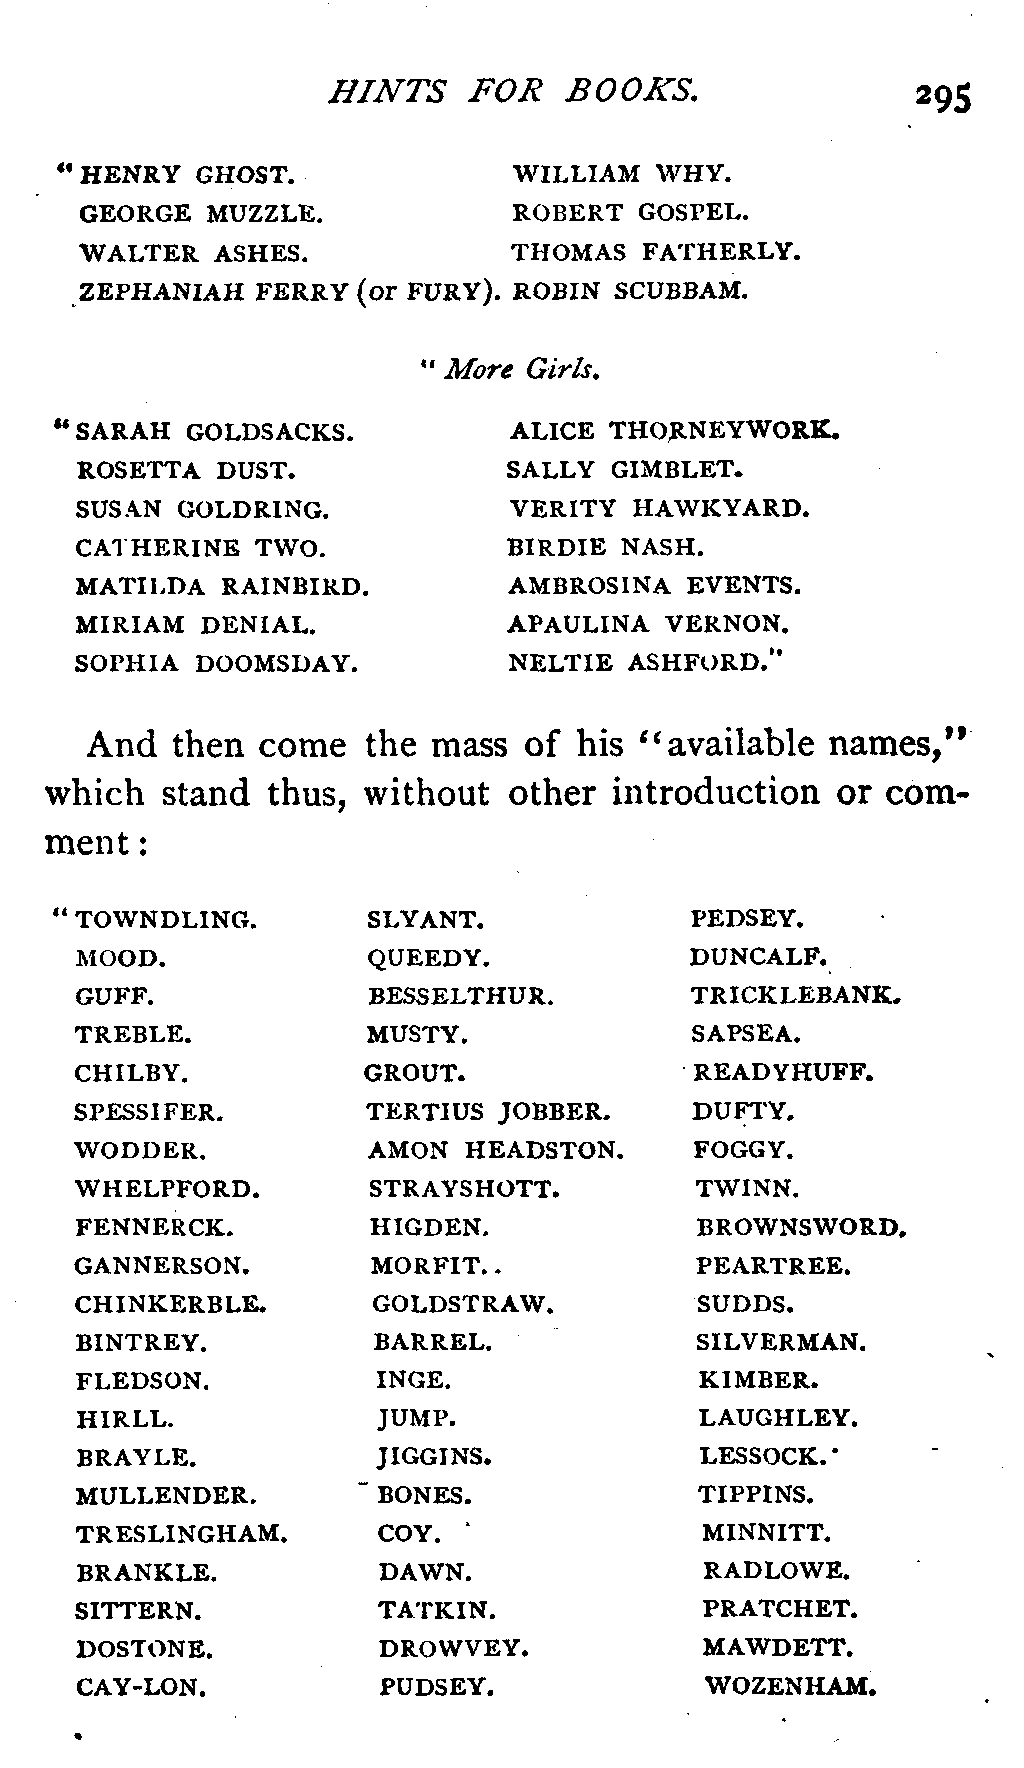 HINTS FOR BOOKS. 295
“HENRY GHOST. WILLIAM WHY.
GEORGE MUZZLE. ROBERT GOSPEL.
WALTER ASHES. THOMAS FATHERLY.
ZEPHANIAH FERRY (or FURY). ROBIN SCUBBAM.
“More Girls.
“SARAH GOLDSACKS. ALICE THORNEYWORK.
ROSETTA DUST. SALLY GIMBLET.
SUSAN GOLDRING. VERITY HAWKYARD.
CATHERINE TWO. BIRDIE NASH.
MATILDA RAINBIRD. AMBROSINA EVENTS.
MIRIAM DENIAL. APAULINA VERNON.
SOPHIA DOOMSDAY. NELTIE ASHFORD.”
And then come the mass of his “available names,”
which stand thus, without other introduction or com-
ment:
“TOWNDLING. SLYANT. PEDSEY.
MOOD. QUEEDY. DUNCALF.
GUFF. BESSELTHUR. TRICKLEBANK.
TREBLE. MUSTY. SAPSEA.
CHILBY. GROUT. READYHUFF.
SPESSIFER. TERTIUS JOBBER. DUFTY.
WODDER. AMON HEADSTON. FOGGY.
WHELPFORD. STRAYSHOTT. TWINN.
FENNERCK. HIGDEN. BROWNSWORD.
GANNERSON. MORFIT. PEARTREE.
CHINKERBLE. GOLDSTRAW. SUDDS.
BINTREY. BARREL. SILVERMAN.
FLEDSON. INGE. KIMBER.
HIRLL. JUMP. LAUGHLEY.
BRAYLE. JIGGINS. LESSOCK.
MULLENDER. BONES. TIPPINS.
TRESLINGHAM. COY. MINNITT.
BRANKLE. DAWN. RADLOWE.
SITTERN. TATKIN. PRATCHET.
DOSTONE. DROWVEY. MAWDETT.
CAY-LON. PUDSEY. WOZENHAM.